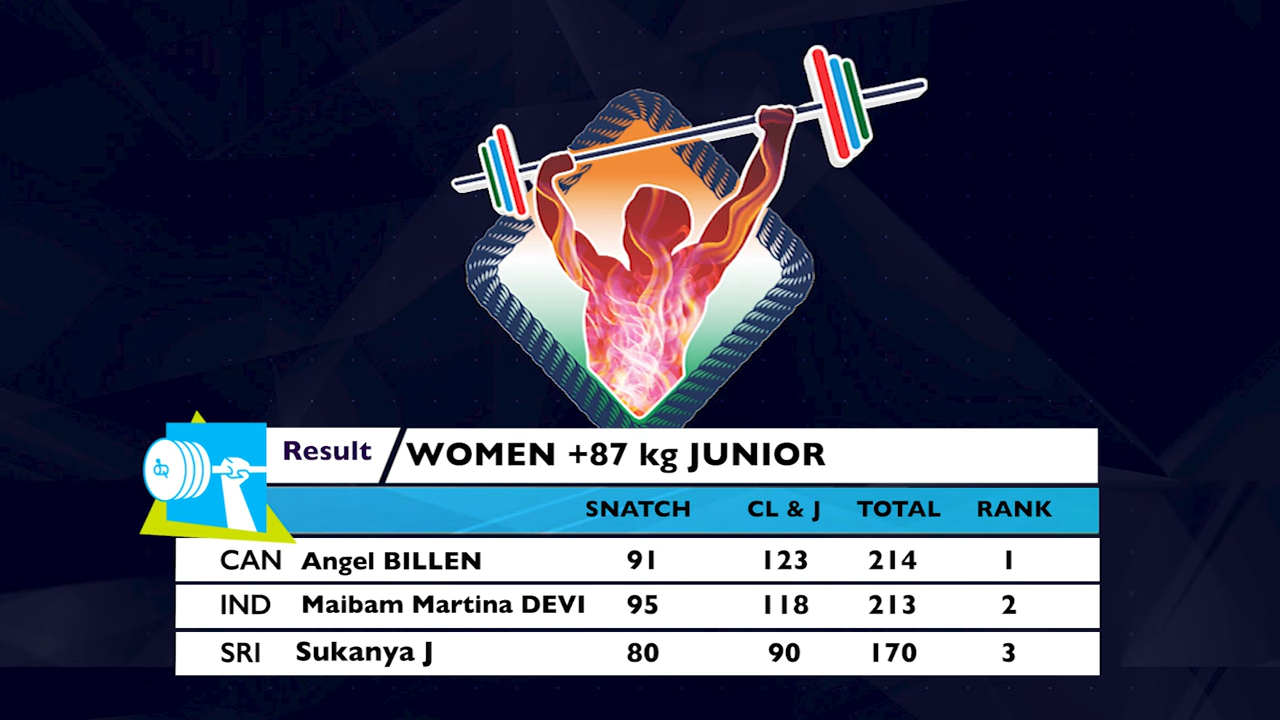 Result WOMEN +87 kg JUNIOR
SNATCH CL & J TOTAL RANK
CAN Angel BILLEN 91 123 214 1
IND Maibam Martina DEVI 95 118 213 2
SRI Sukanya J 80 90 170 3